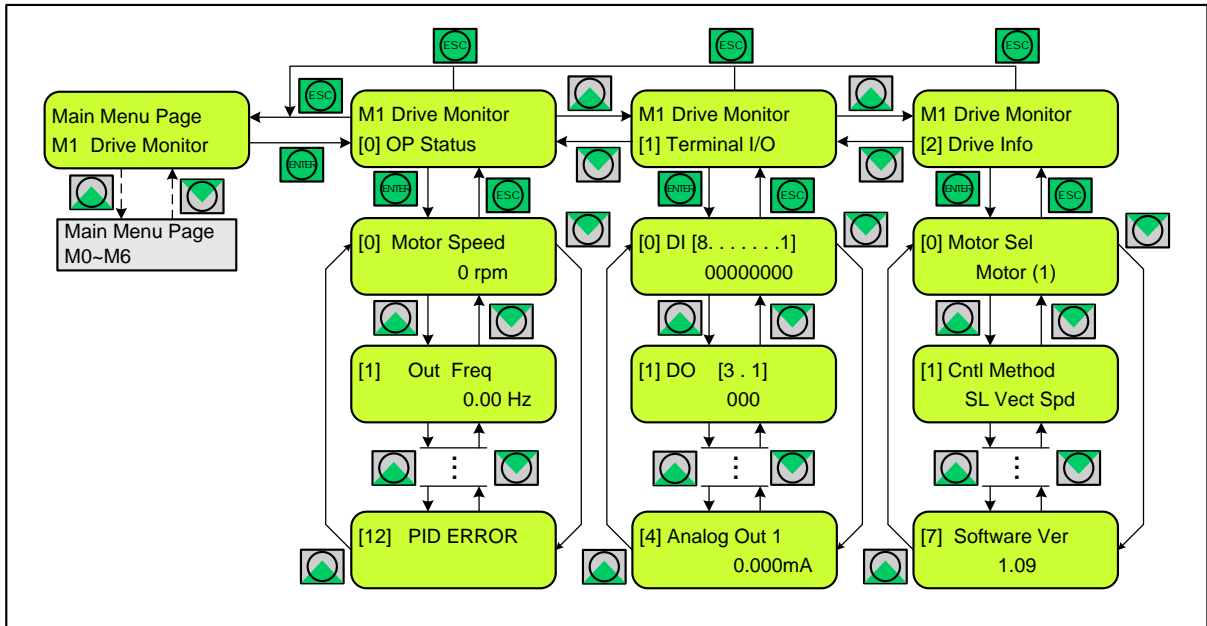 ESC
ESC
ESC
ESC
Main Menu Page
M1 Drive Monitor
ENTER
Main Menu Page
M0~M6
M1 Drive Monitor
[0] OP Status
M1 Drive Monitor
[1] Terminal I/O
M1 Drive Monitor
[2] Drive Info
ENTER
ESC
ENTER
ESC
ENTER
ESC
[0] Motor Speed
0 rpm
[0] DI [8. . . . . . .1]
00000000
[0] Motor Sel
Motor (1)
[1] Out Freq
0.00 Hz
[1] DO [3 . 1]
000
[1] Cntl Method
SL Vect Spd
[12] PID ERROR
[4] Analog Out 1
0.000mA
[7] Software Ver
1.09